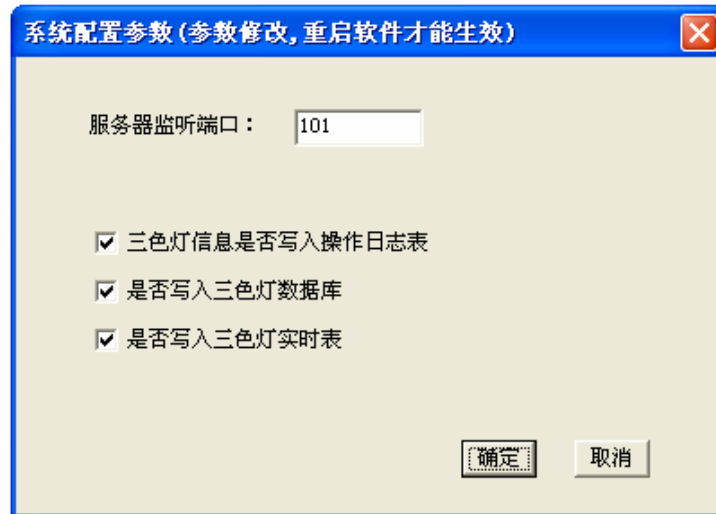 系统配置参数(参数修改,重启软件才能生效)
服务器监听端口： 101
三色灯信息是否写入操作日志表
是否写入三色灯数据库
是否写入三色灯实时表
确定 取消